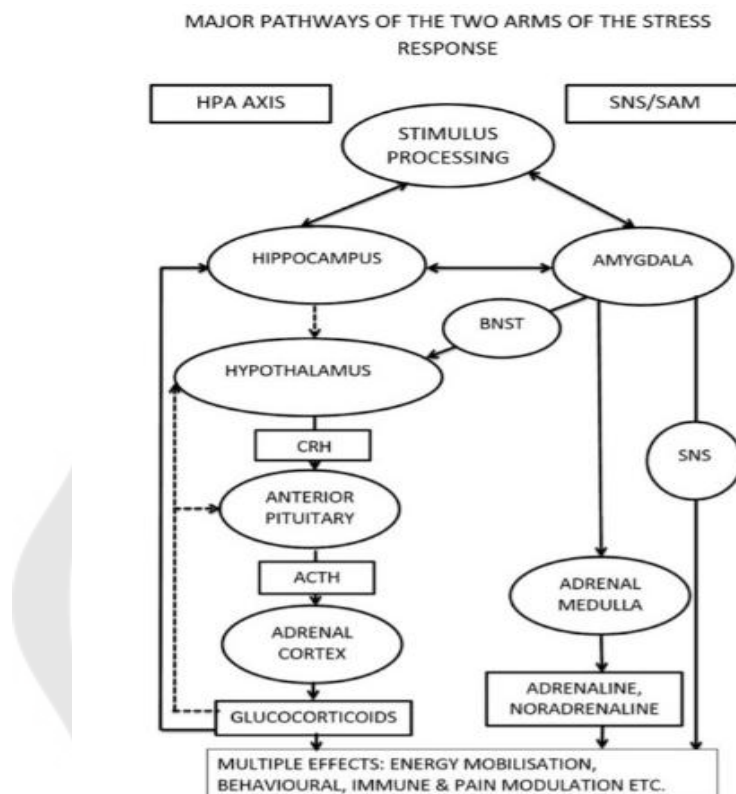 MAJOR PATHWAYS OF THE TWO ARMS OF THE STRESS
RESPONSE
HPA AXIS
SNS/SAM
STIMULUS
PROCESSING
HIPPOCAMPUS
AMYGDALA
BNST
HYPOTHALAMUS
CRH
SNS
ANTERIOR
PITUITARY
ACTH
ADRENAL
MEDULLA
ADRENAL
CORTEX
ADRENALINE,
NORADRENALINE
GLUCOCORTICOIDS
MULTIPLE EFFECTS: ENERGY MOBILISATION,
BEHAVIOURAL, IMMUNE & PAIN MODULATION ETC.